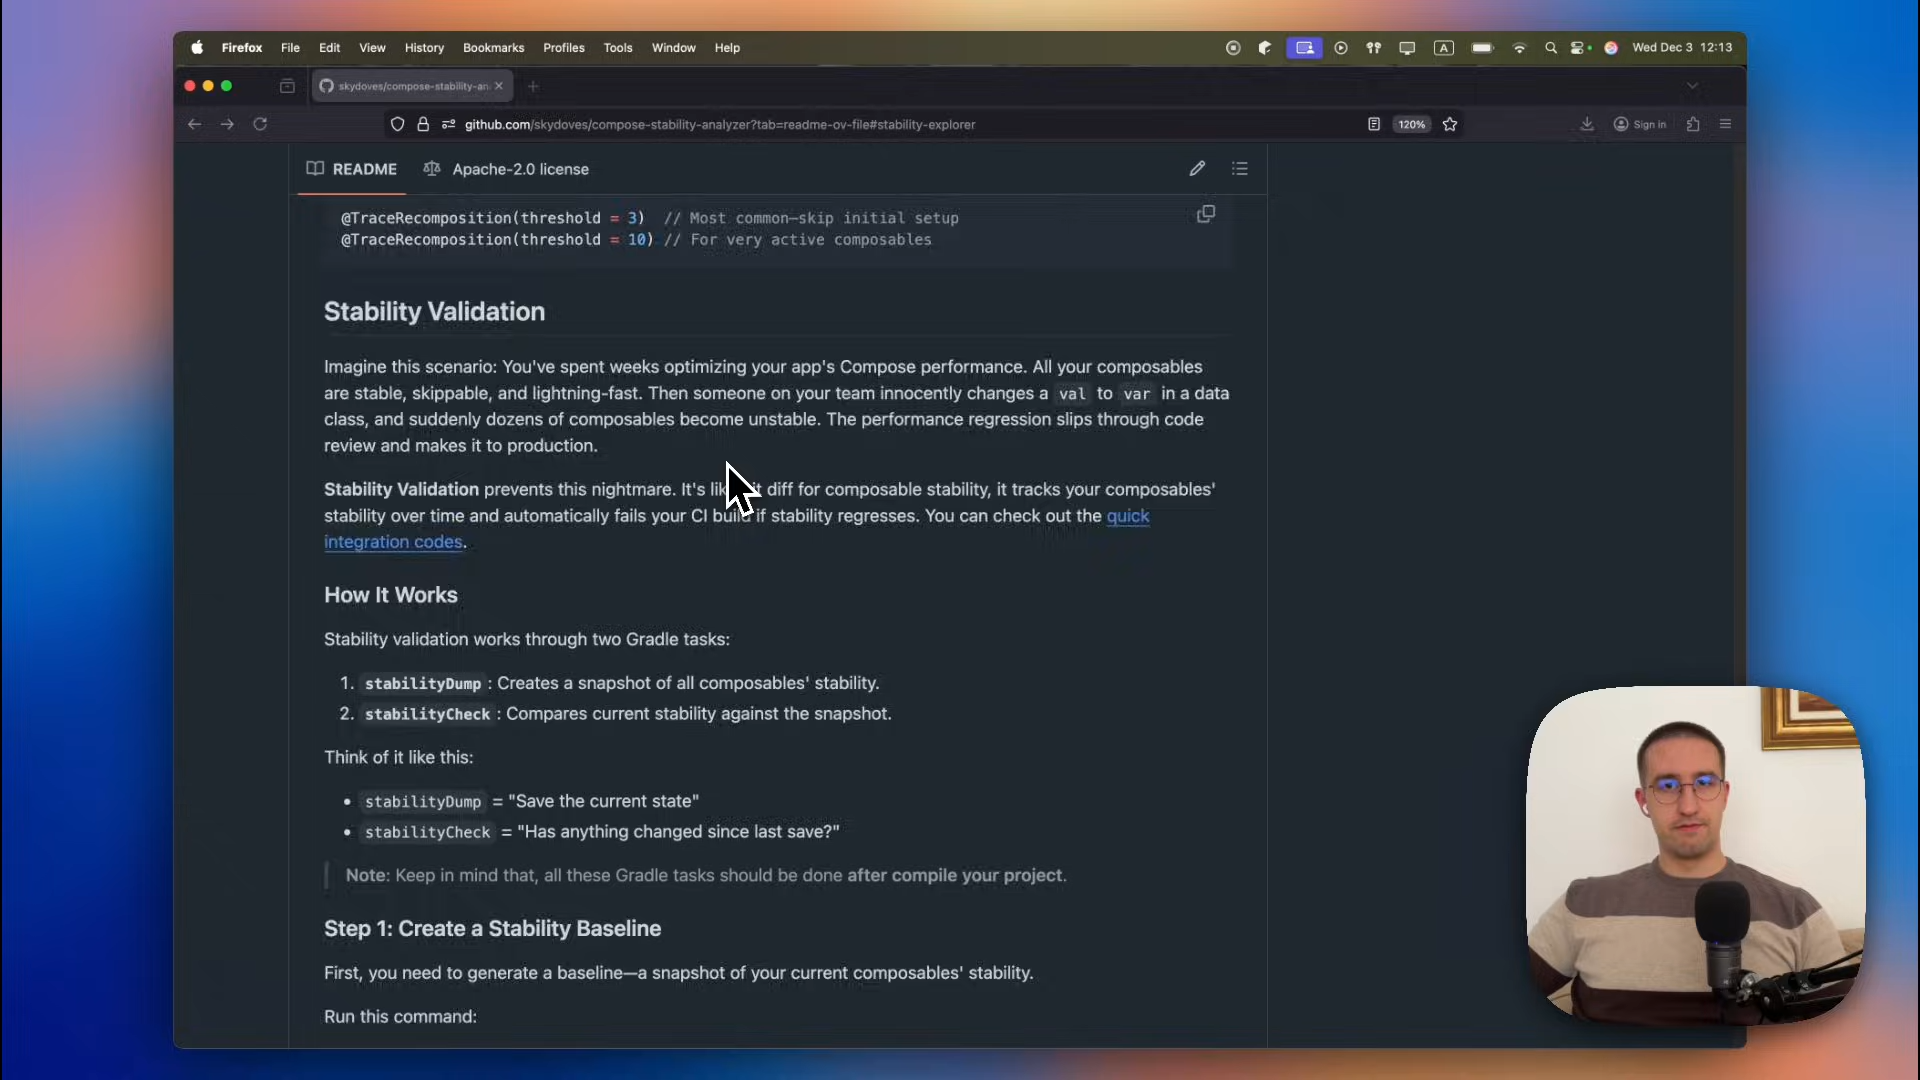 Firefox File Edit View History Bookmarks Profiles Tools Window Help A Wed Dec 3 12:13
skydoves/compose-stability-an
github.com/skydoves/compose-stability-analyzer?tab=readme-ov-file#stability-explorer 120% Sign in
README Apache-2.0 license
@TraceRecomposition(threshold = 3) // Most common—skip initial setup
@TraceRecomposition(threshold = 10) // For very active composables
Stability Validation
Imagine this scenario: You've spent weeks optimizing your app's Compose performance. All your composables
are stable, skippable, and lightning-fast. Then someone on your team innocently changes a val to var in a data
class, and suddenly dozens of composables become unstable. The performance regression slips through code
review and makes it to production.
Stability Validation prevents this nightmare. It's diff for composable stability, it tracks your composables'
stability over time and automatically fails your CI build if stability regresses. You can check out the quick
integration codes.
How It Works
Stability validation works through two Gradle tasks:
1. stabilityDump : Creates a snapshot of all composables' stability.
2. stabilityCheck : Compares current stability against the snapshot.
Think of it like this:
• stabilityDump = "Save the current state"
• stabilityCheck = "Has anything changed since last save?"
Note: Keep in mind that, all these Gradle tasks should be done after compile your project.
Step 1: Create a Stability Baseline
First, you need to generate a baseline—a snapshot of your current composables' stability.
Run this command: